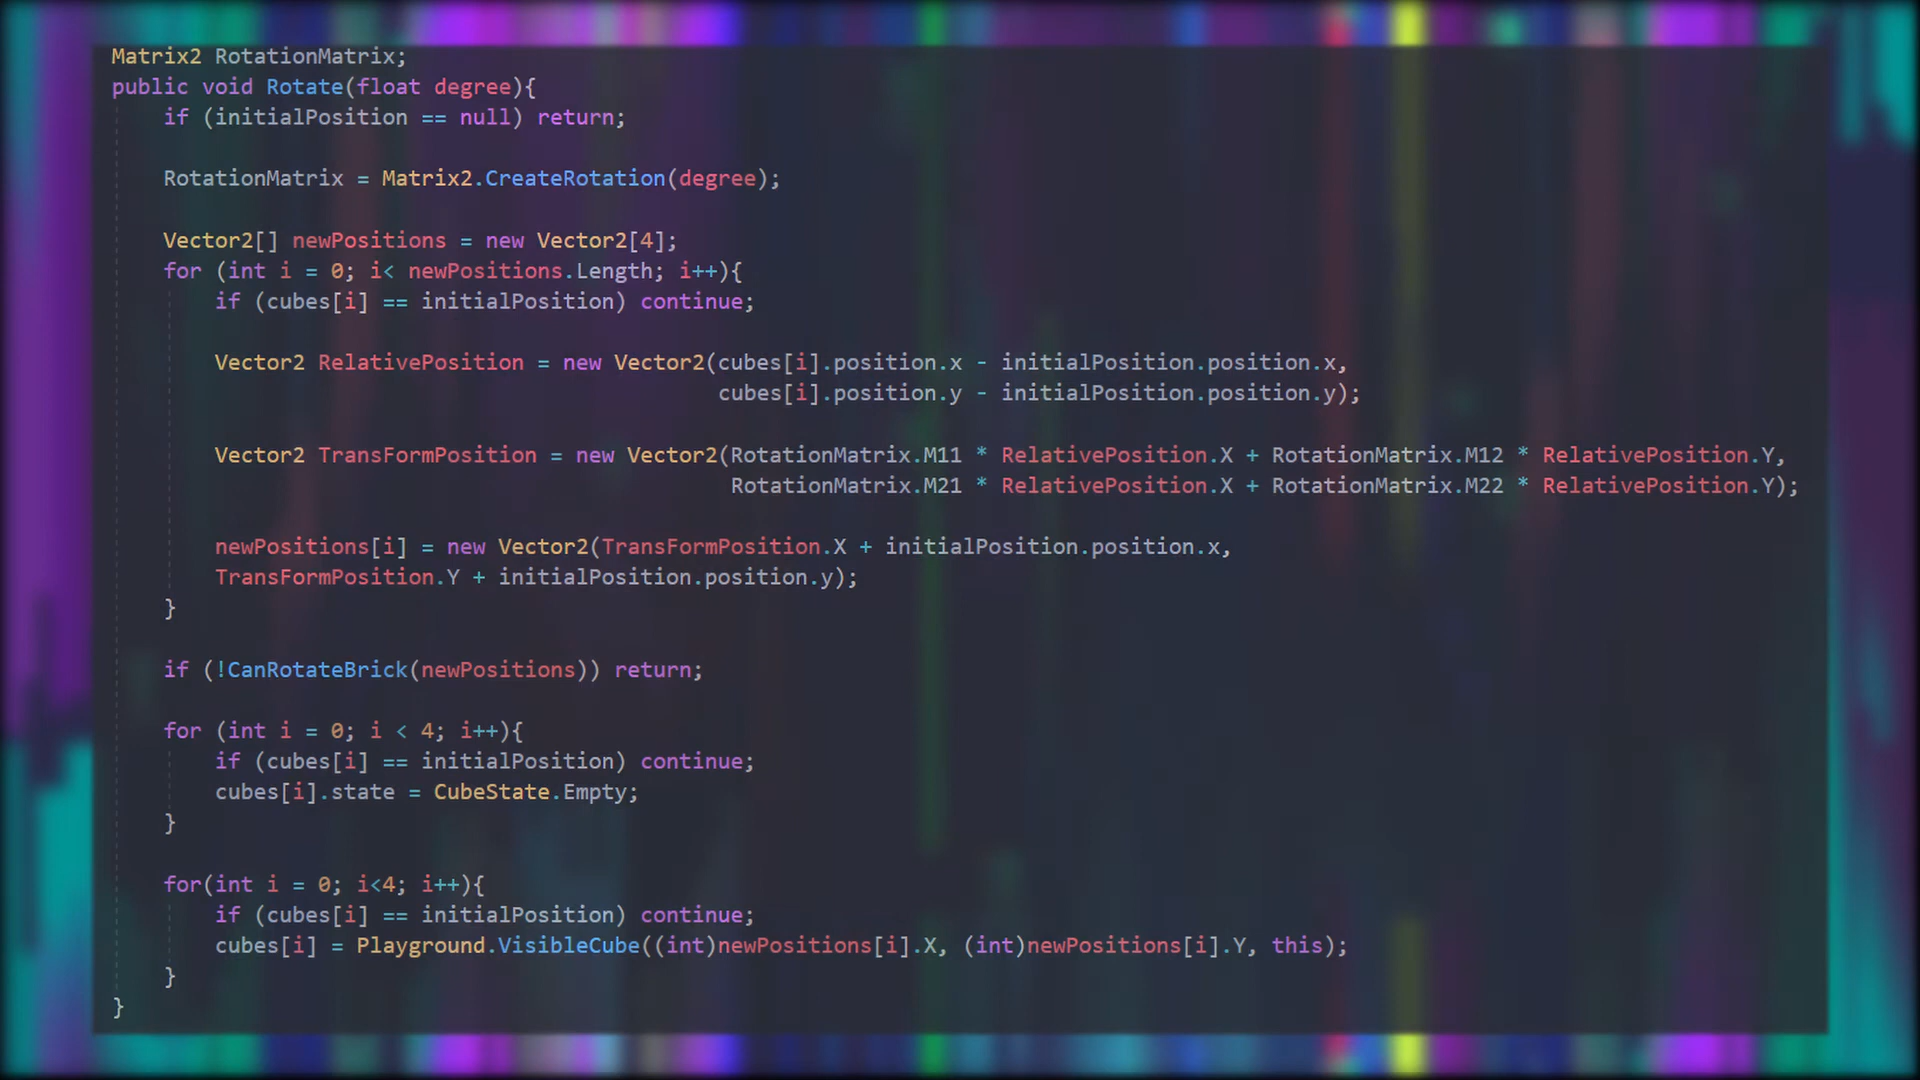 Matrix2 RotationMatrix;
public void Rotate(float degree){
if (initialPosition == null) return;
RotationMatrix = Matrix2.CreateRotation(degree);
Vector2[] newPositions = new Vector2[4];
for (int i = 0; i< newPositions.Length; i++){
if (cubes[i] == initialPosition) continue;
Vector2 RelativePosition = new Vector2(cubes[i].position.x - initialPosition.position.x,
cubes[i].position.y - initialPosition.position.y);
Vector2 TransFormPosition = new Vector2(RotationMatrix.M11 * RelativePosition.X + RotationMatrix.M12 * RelativePosition.Y,
RotationMatrix.M21 * RelativePosition.X + RotationMatrix.M22 * RelativePosition.Y);
newPositions[i] = new Vector2(TransFormPosition.X + initialPosition.position.x,
TransFormPosition.Y + initialPosition.position.y);
}
if (!CanRotateBrick(newPositions)) return;
for (int i = 0; i < 4; i++){
if (cubes[i] == initialPosition) continue;
cubes[i].state = CubeState.Empty;
}
for(int i = 0; i<4; i++){
if (cubes[i] == initialPosition) continue;
cubes[i] = Playground.VisibleCube((int)newPositions[i].X, (int)newPositions[i].Y, this);
}
}